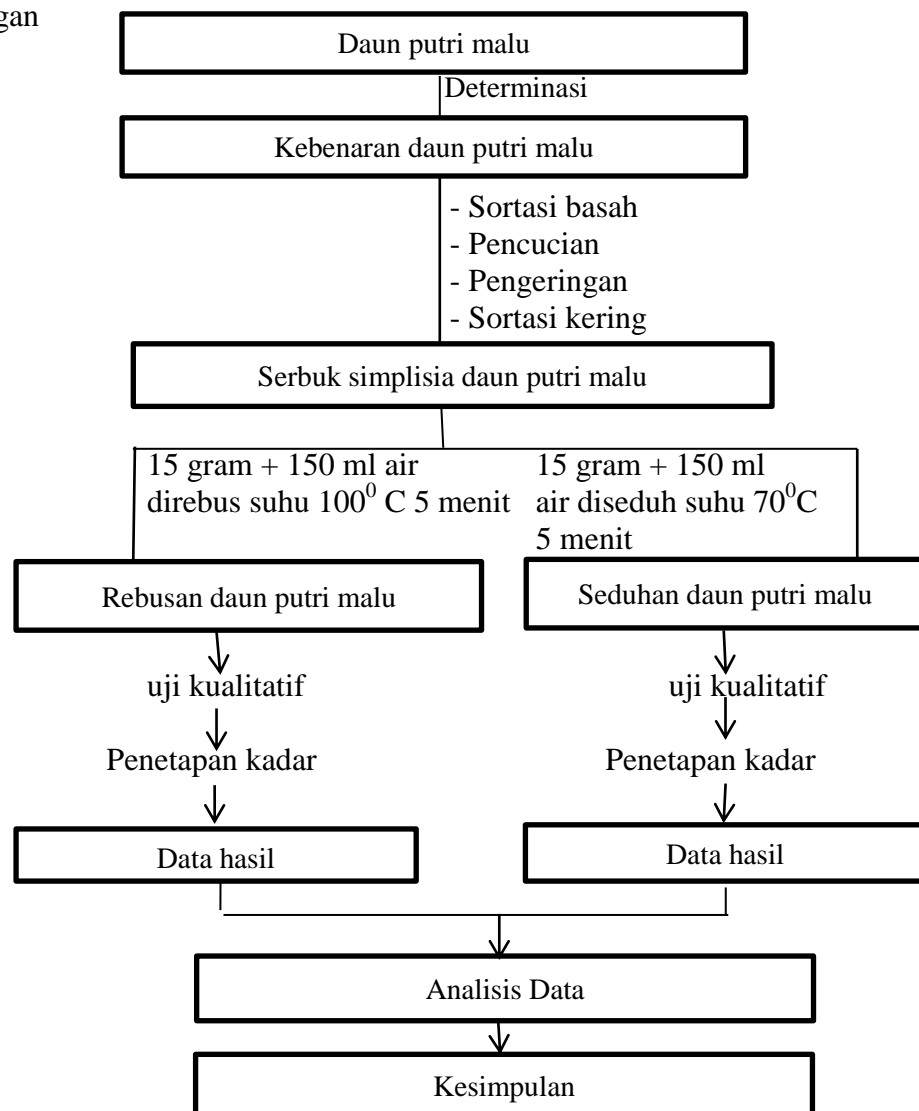 gan
Daun putri malu
Determinasi
Kebenaran daun putri malu
- Sortasi basah
- Pencucian
- Pengeringan
- Sortasi kering
Serbuk simplisia daun putri malu
15 gram + 150 ml air
direbus suhu 100⁰ C 5 menit
15 gram + 150 ml
air diseduh suhu 70⁰C
5 menit
Rebusan daun putri malu
Seduhan daun putri malu
uji kualitatif
uji kualitatif
Penetapan kadar
Penetapan kadar
Data hasil
Data hasil
Analisis Data
Kesimpulan